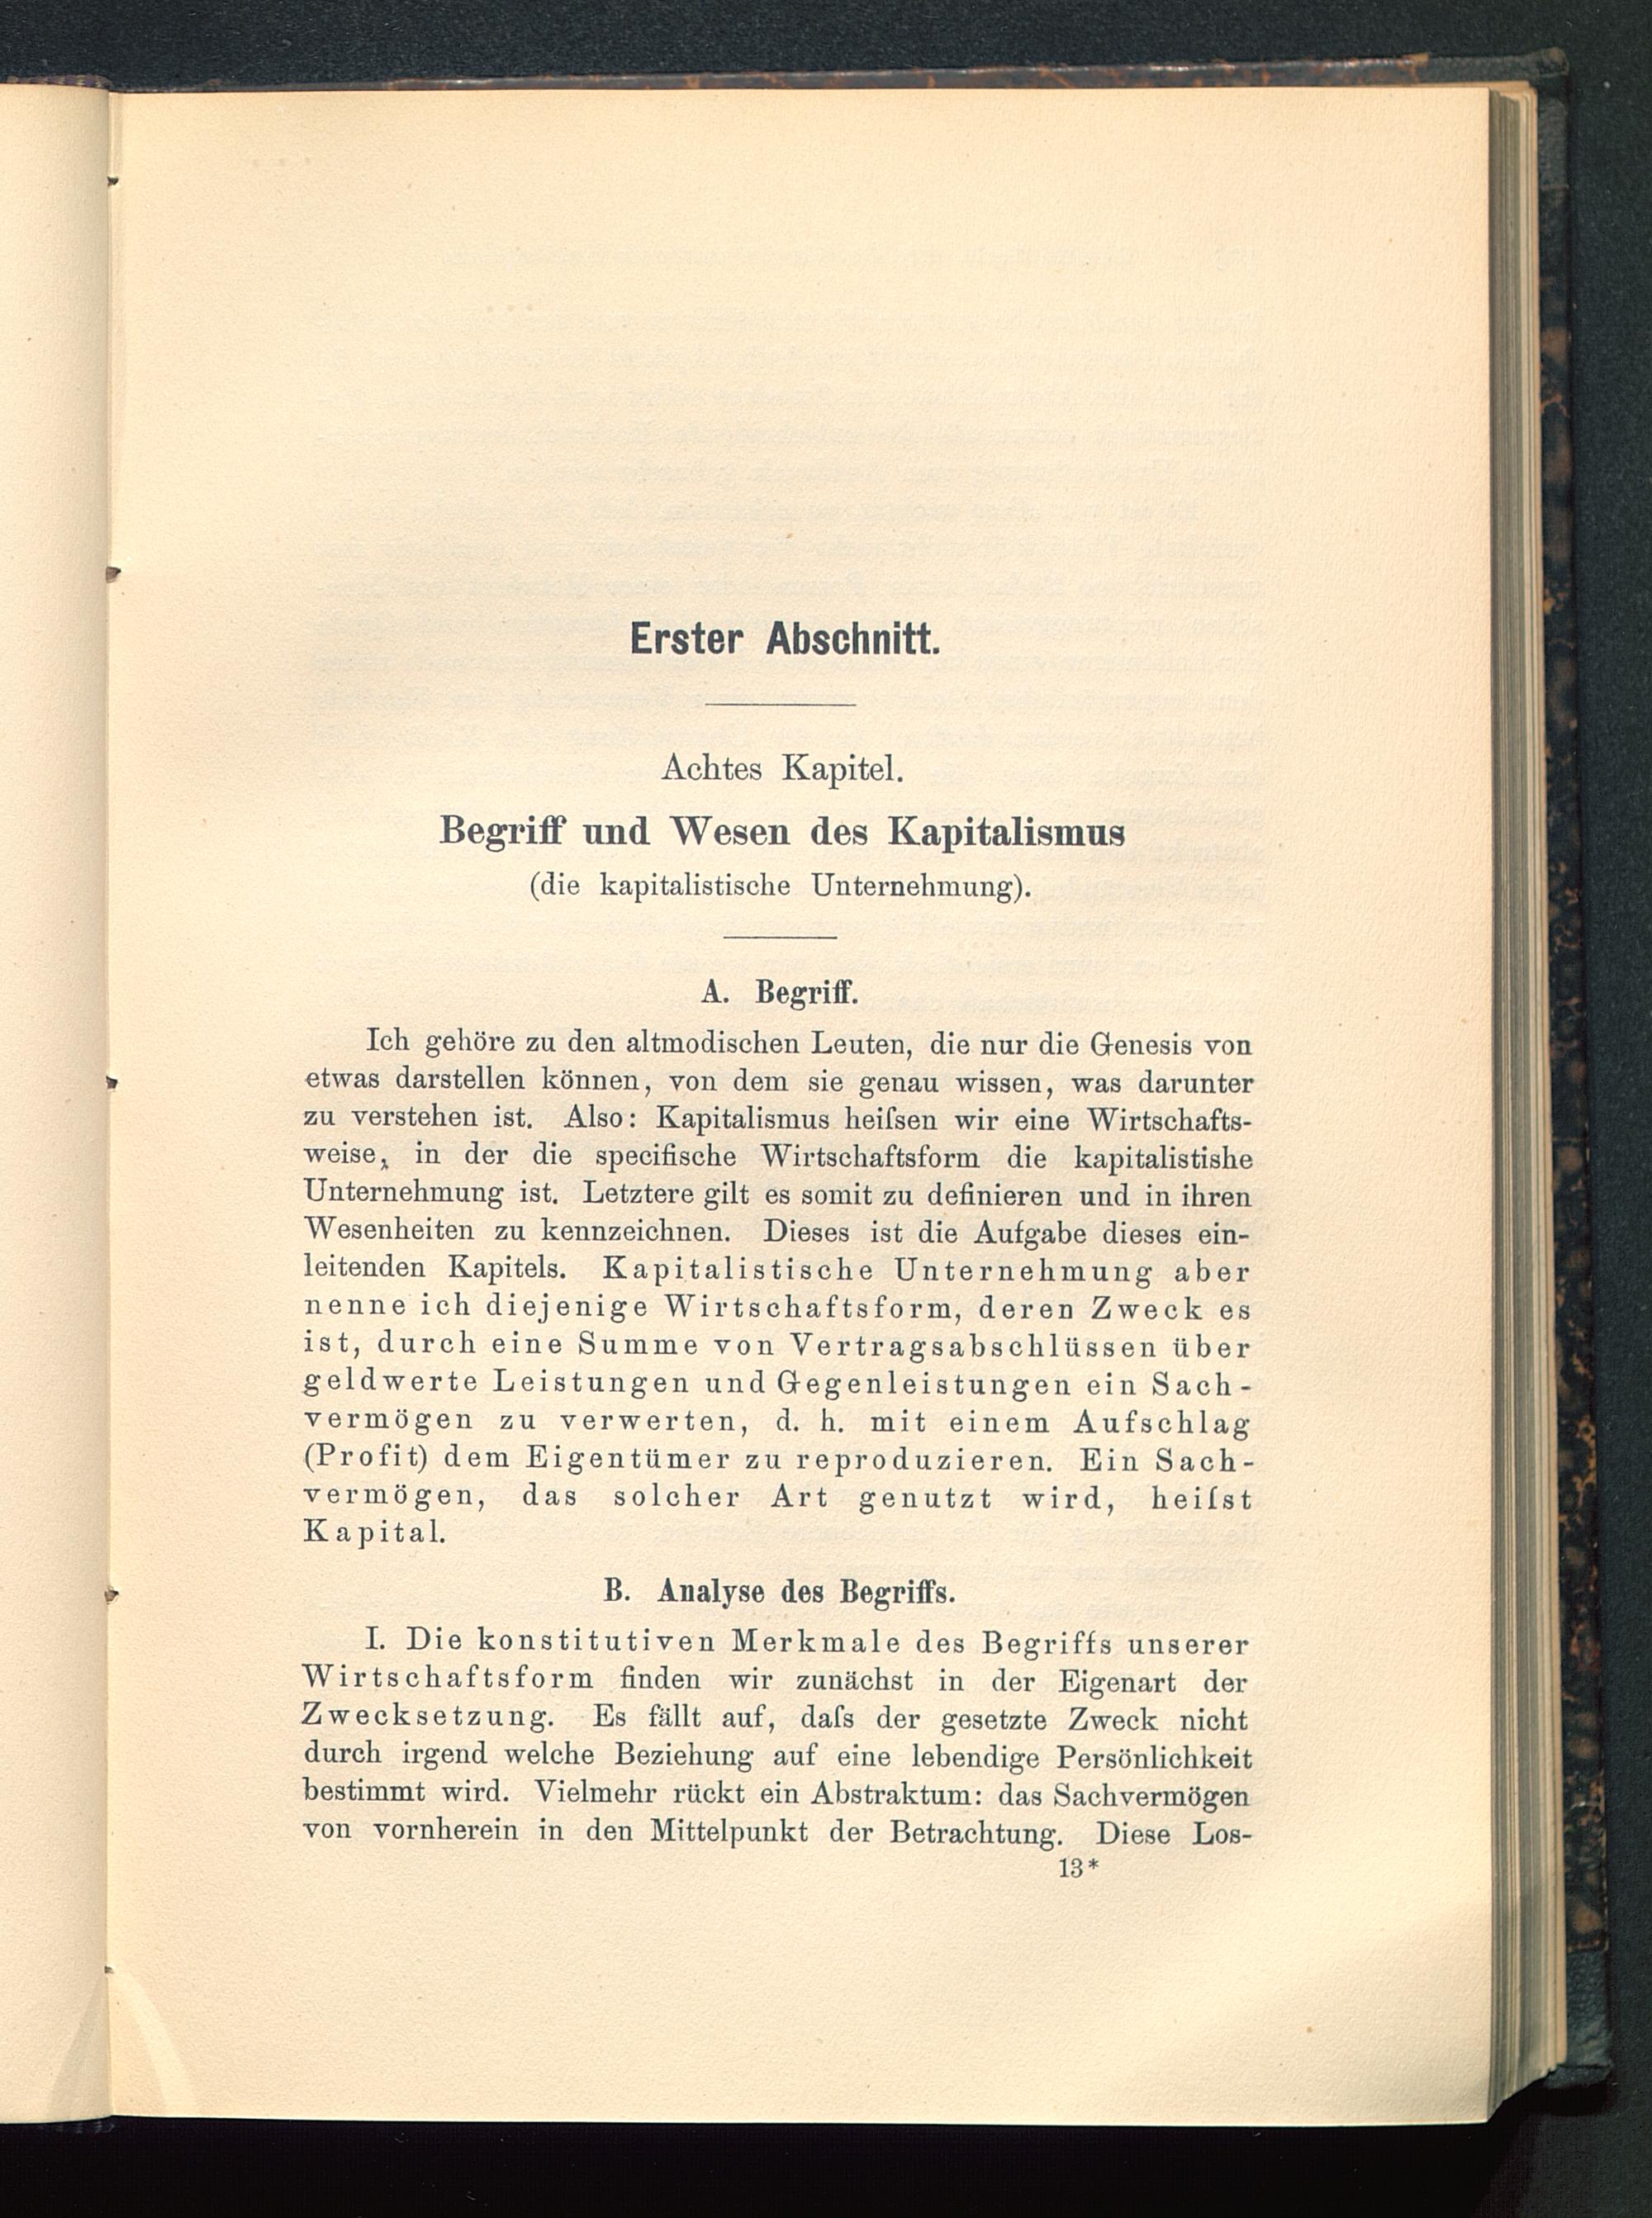 Erster Abschnitt.
Achtes Kapitel.
Begriff und Wesen des Kapitalismus
(die kapitalistische Unternehmung).
A. Begriff.
Ich gehöre zu den altmodischen Leuten, die nur die Genesis von
etwas darstellen können, von dem sie genau wissen, was darunter
zu verstehen ist. Also: Kapitalismus heiſsen wir eine Wirtschafts-
weise, in der die specifische Wirtschaftsform die kapitalistishe
Unternehmung ist. Letztere gilt es somit zu definieren und in ihren
Wesenheiten zu kennzeichnen. Dieses ist die Aufgabe dieses ein-
leitenden Kapitels. Kapitalistische Unternehmung aber
nenne ich diejenige Wirtschaftsform, deren Zweck es
ist, durch eine Summe von Vertragsabschlüssen über
geldwerte Leistungen und Gegenleistungen ein Sach-
vermögen zu verwerten, d. h. mit einem Aufschlag
(Profit) dem Eigentümer zu reproduzieren. Ein Sach-
vermögen, das solcher Art genutzt wird, heiſst
Kapital.
B. Analyse des Begriffs.
I. Die konstitutiven Merkmale des Begriffs unserer
Wirtschaftsform finden wir zunächst in der Eigenart der
Zwecksetzung. Es fällt auf, daſs der gesetzte Zweck nicht
durch irgend welche Beziehung auf eine lebendige Persönlichkeit
bestimmt wird. Vielmehr rückt ein Abstraktum: das Sachvermögen
von vornherein in den Mittelpunkt der Betrachtung. Diese Los-
13*